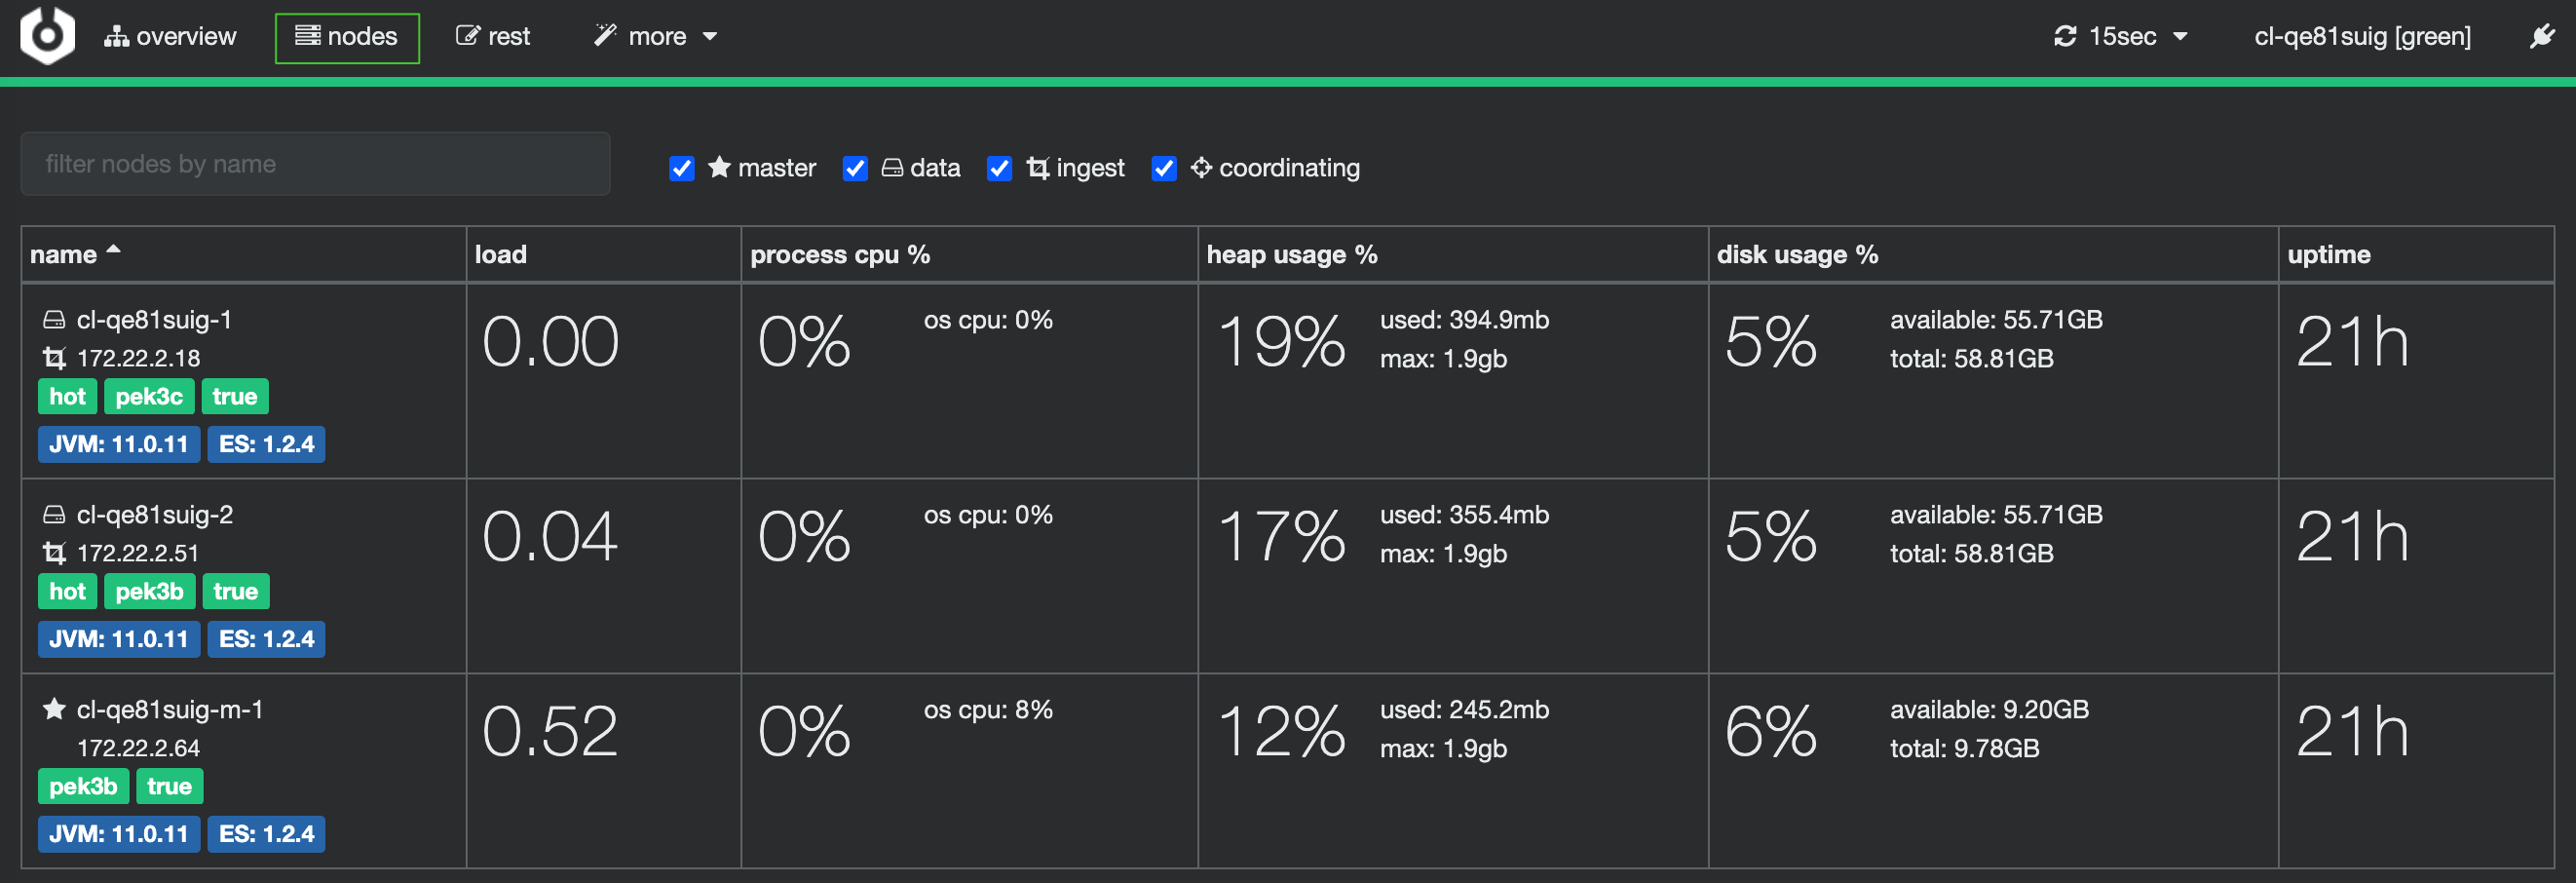 overview nodes rest more 15sec cl-qe81suig [green]
filter nodes by name master data ingest coordinating
name load process cpu % heap usage % disk usage % uptime
cl-qe81suig-1 0.00 0% os cpu: 0% 19% used: 394.9mb 5% available: 55.71GB 21h
172.22.2.18 max: 1.9gb total: 58.81GB
hot pek3c true
JVM: 11.0.11 ES: 1.2.4
cl-qe81suig-2 0.04 0% os cpu: 0% 17% used: 355.4mb 5% available: 55.71GB 21h
172.22.2.51 max: 1.9gb total: 58.81GB
hot pek3b true
JVM: 11.0.11 ES: 1.2.4
cl-qe81suig-m-1 0.52 0% os cpu: 8% 12% used: 245.2mb 6% available: 9.20GB 21h
172.22.2.64 max: 1.9gb total: 9.78GB
pek3b true
JVM: 11.0.11 ES: 1.2.4